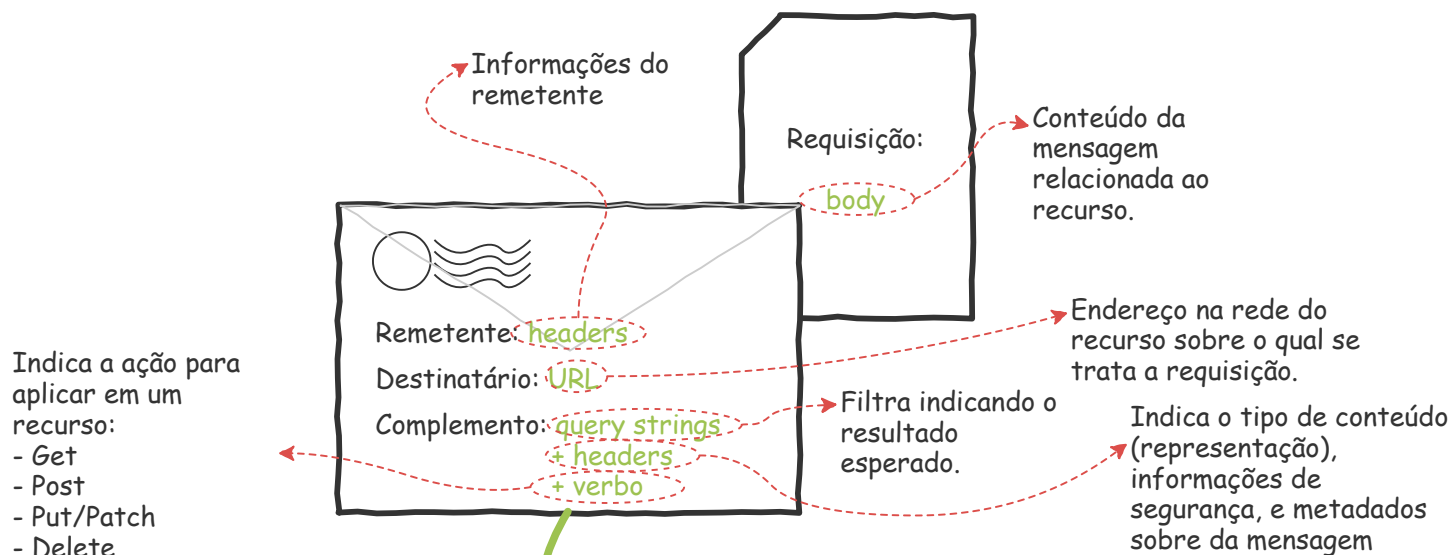 Informações do
remetente
Requisição:
body
Conteúdo da
mensagem
relacionada ao
recurso.
Remetente: headers
Destinatário: URL
Complemento: query strings
+ headers
+ verbo
Endereço na rede do
recurso sobre o qual se
trata a requisição.
Filtra indicando o
resultado
esperado.
Indica o tipo de conteúdo
(representação),
informações de
segurança, e metadados
sobre da mensagem
Indica a ação para
aplicar em um
recurso:
- Get
- Post
- Put/Patch
- Delete